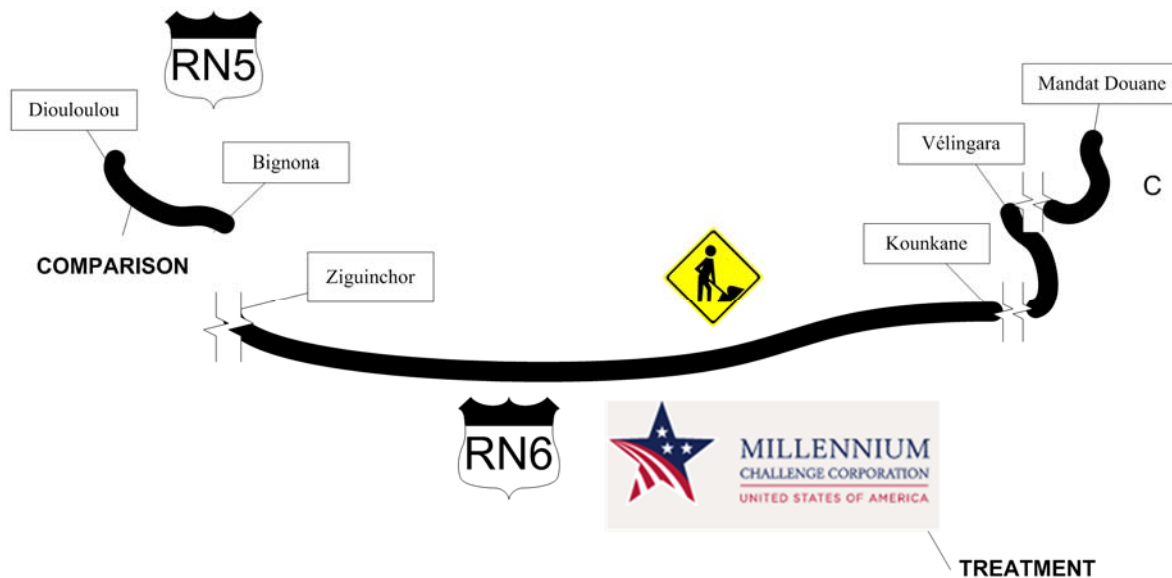 RN5
Mandat Douane
Diouloulou
Vélingara
Bignona
C
Kounkane
COMPARISON
Ziguinchor
RN6
MILLENNIUM
CHALLENGE CORPORATION
UNITED STATES OF AMERICA
TREATMENT